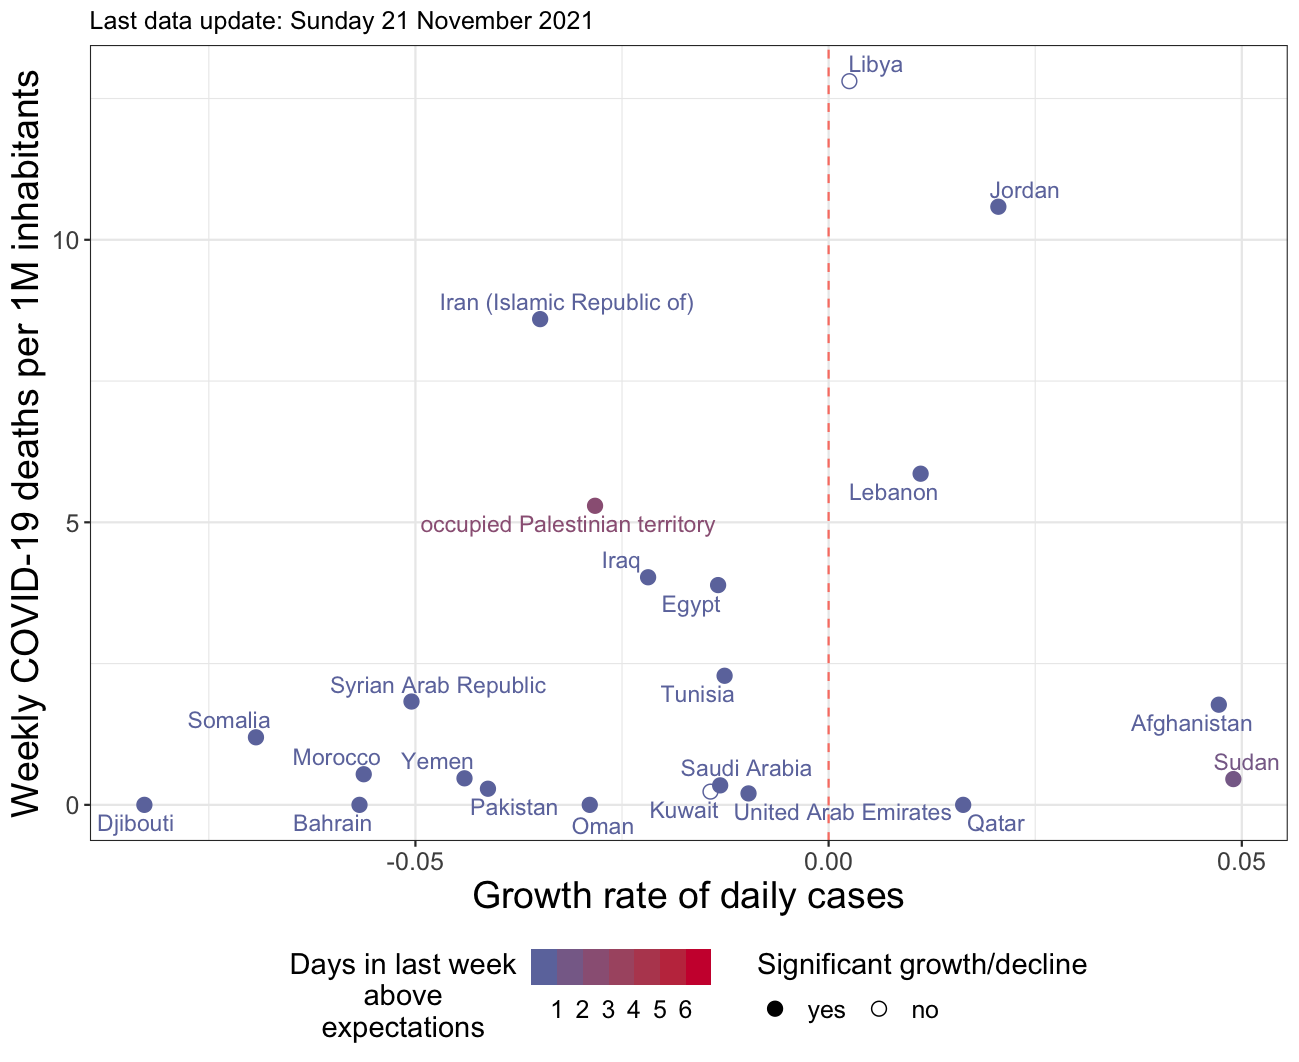 Last data update: Sunday 21 November 2021
Weekly COVID-19 deaths per 1M inhabitants
Libya
Jordan
10
Iran (Islamic Republic of)
Lebanon
5
occupied Palestinian territory
Iraq
Egypt
Syrian Arab Republic
Tunisia
Somalia
Afghanistan
Morocco
Yemen
Saudi Arabia
Sudan
0
Pakistan
Kuwait
United Arab Emirates
Djibouti
Bahrain
Oman
Qatar
-0.05
0.00
0.05
Growth rate of daily cases
Days in last week
above
expectations
1 2 3 4 5 6
Significant growth/decline
yes
no